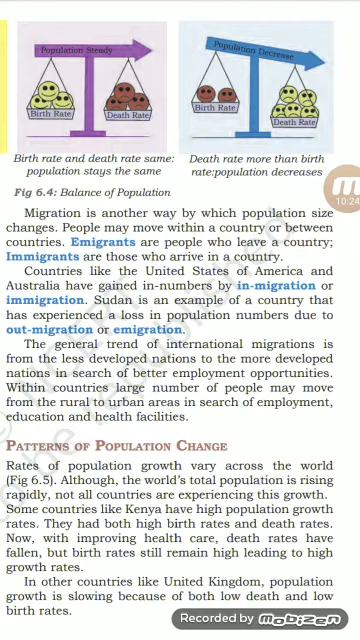 Population Steady
Population Decrease
Birth Rate
Death Rate
Birth Rate
Death Rate
Birth rate and death rate same:
population stays the same
Death rate more than birth
rate:population decreases
Fig 6.4: Balance of Population
10:24
Migration is another way by which population size
changes. People may move within a country or between
countries. Emigrants are people who leave a country;
Immigrants are those who arrive in a country.
Countries like the United States of America and
Australia have gained in-numbers by in-migration or
immigration. Sudan is an example of a country that
has experienced a loss in population numbers due to
out-migration or emigration.
The general trend of international migrations is
from the less developed nations to the more developed
nations in search of better employment opportunities.
Within countries large number of people may move
from the rural to urban areas in search of employment,
education and health facilities.
Patterns of Population Change
Rates of population growth vary across the world
(Fig 6.5). Although, the world's total population is rising
rapidly, not all countries are experiencing this growth.
Some countries like Kenya have high population growth
rates. They had both high birth rates and death rates.
Now, with improving health care, death rates have
fallen, but birth rates still remain high leading to high
growth rates.
In other countries like United Kingdom, population
growth is slowing because of both low death and low
birth rates.
Recorded by mobizen